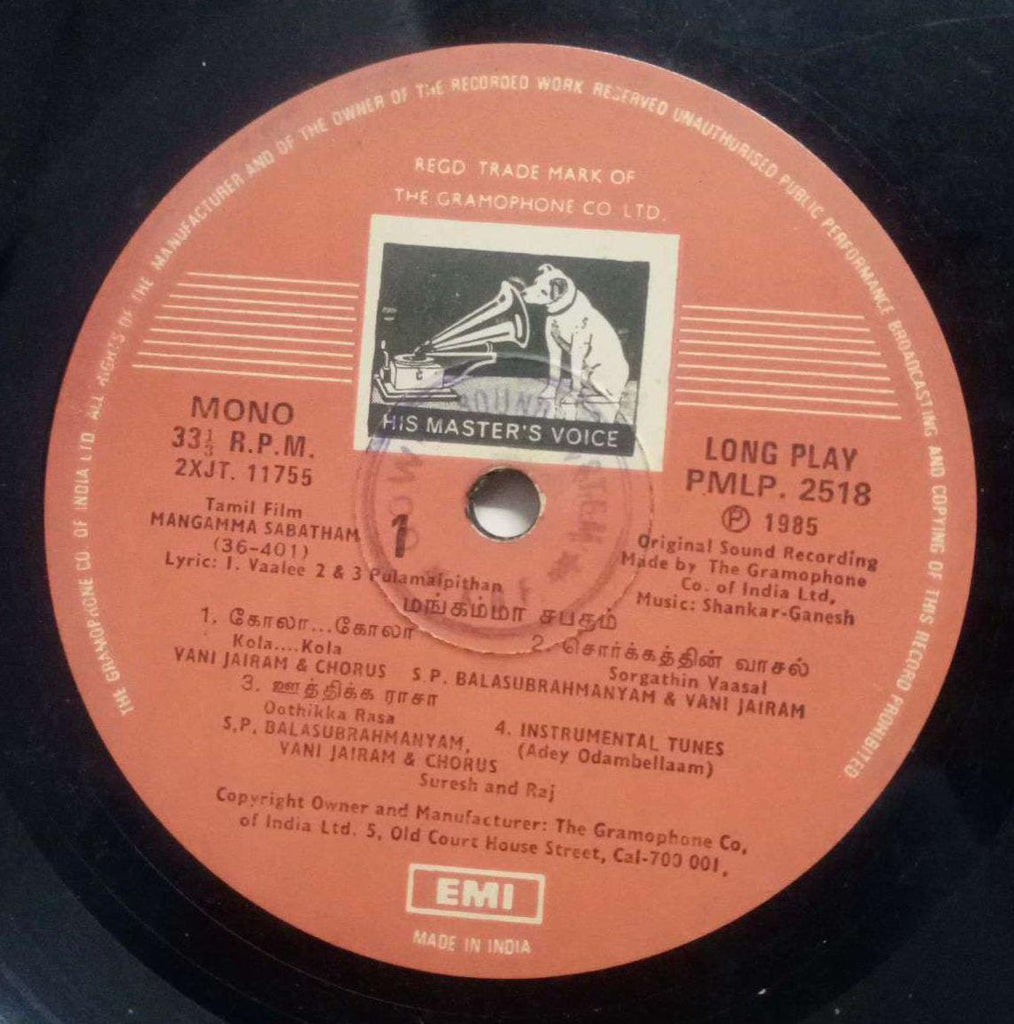 THE GRAMOPHONE CO OF INDIA LTD ALL RIGHTS OF THE MANUFACTURER AND OF THE OWNER OF THE RECORDED WORK RESERVED UNAUTHORISED PUBLIC PERFORMANCE BROADCASTING AND COPYING OF THIS RECORD PROHIBITED
REGD TRADE MARK OF
THE GRAMOPHONE CO LTD.
HIS MASTER'S VOICE
MONO
33⅓ R.P.M.
2XJT. 11755
LONG PLAY
PMLP. 2518
Ⓟ 1985
Tamil Film
MANGAMMA SABATHAM
(36-401)
Lyric: 1. Vaalee 2 & 3 Pulamaipithan
1
Original Sound Recording
Made by The Gramophone
Co. of India Ltd,
Music: Shankar-Ganesh
மங்கம்மா சபதம்
1. கோலா...கோலா
Kola....Kola
VANI JAIRAM & CHORUS
2. சொர்க்கத்தின் வாசல்
Sorgathin Vaasal
S.P. BALASUBRAHMANYAM & VANI JAIRAM
3. ஊத்திக்க ராசா
Oothikka Rasa
S.P. BALASUBRAHMANYAM,
VANI JAIRAM & CHORUS
4. INSTRUMENTAL TUNES
(Adey Odambellaam)
Suresh and Raj
Copyright Owner and Manufacturer: The Gramophone Co,
of India Ltd. 5, Old Court House Street, Cal-700 001,
EMI
MADE IN INDIA